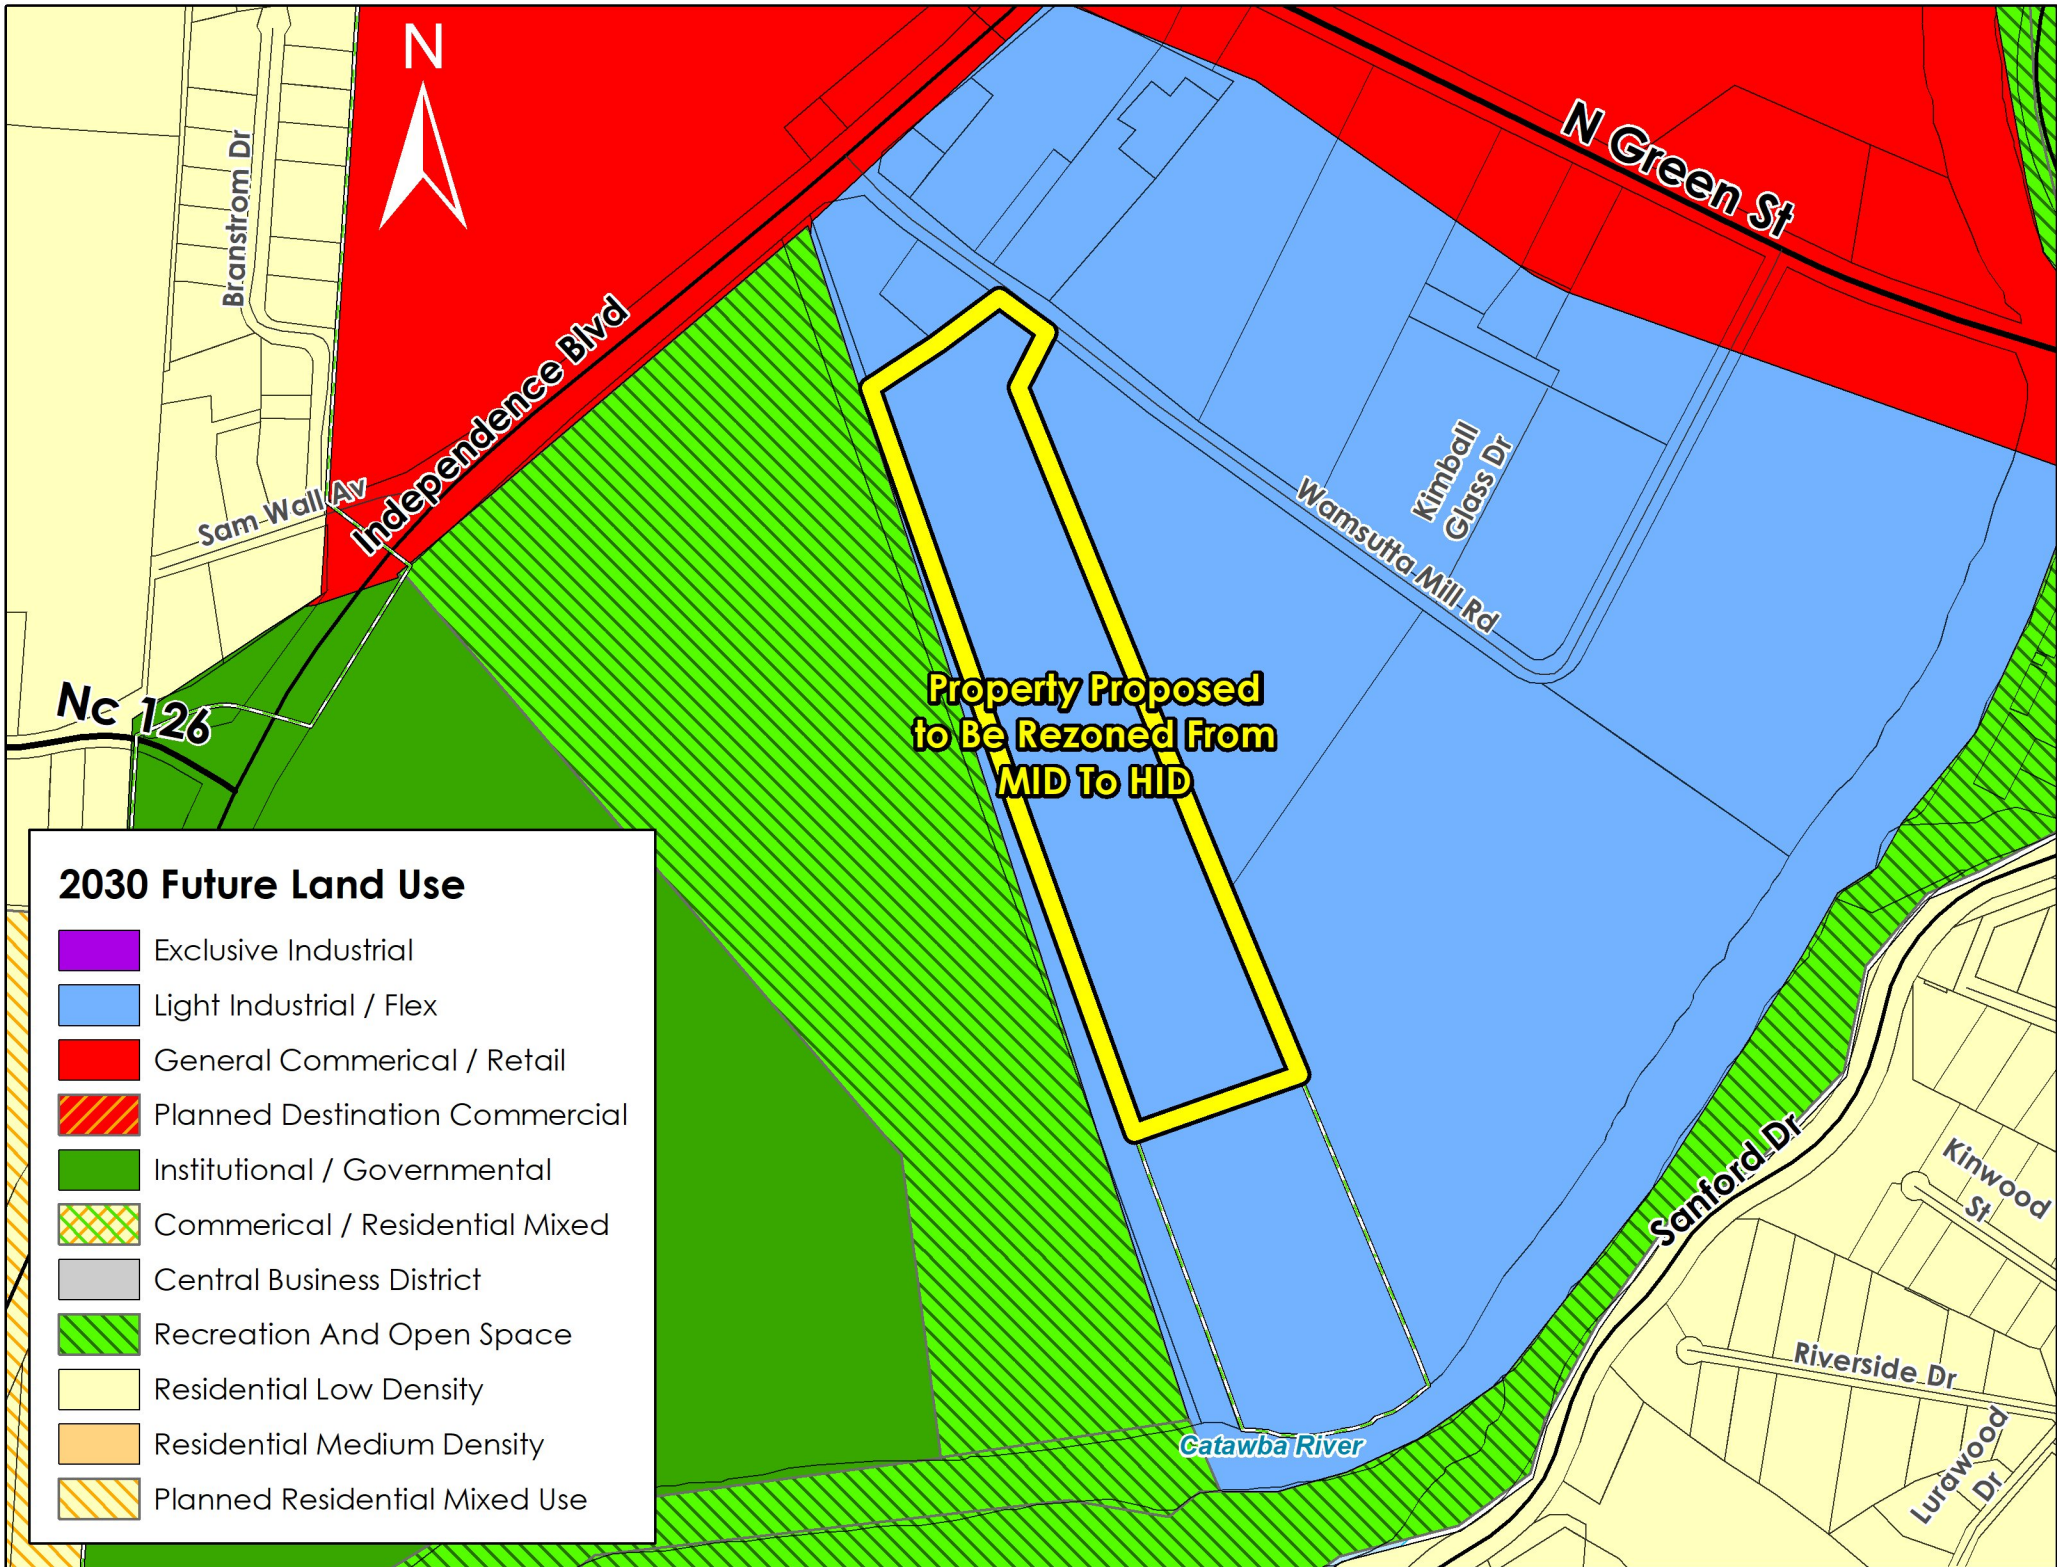 N
N Green St
Branstrom Dr
Independence Blvd
Sam Wall Av
Kimball
Glass Dr
Wamsutta Mill Rd
Nc 126
Property Proposed
to Be Rezoned From
MID To HID
2030 Future Land Use
Exclusive Industrial
Light Industrial / Flex
General Commerical / Retail
Planned Destination Commercial
Institutional / Governmental
Commerical / Residential Mixed
Central Business District
Recreation And Open Space
Residential Low Density
Residential Medium Density
Planned Residential Mixed Use
Sanford Dr
Kinwood
St
Riverside Dr
Lurawood
Dr
Catawba River